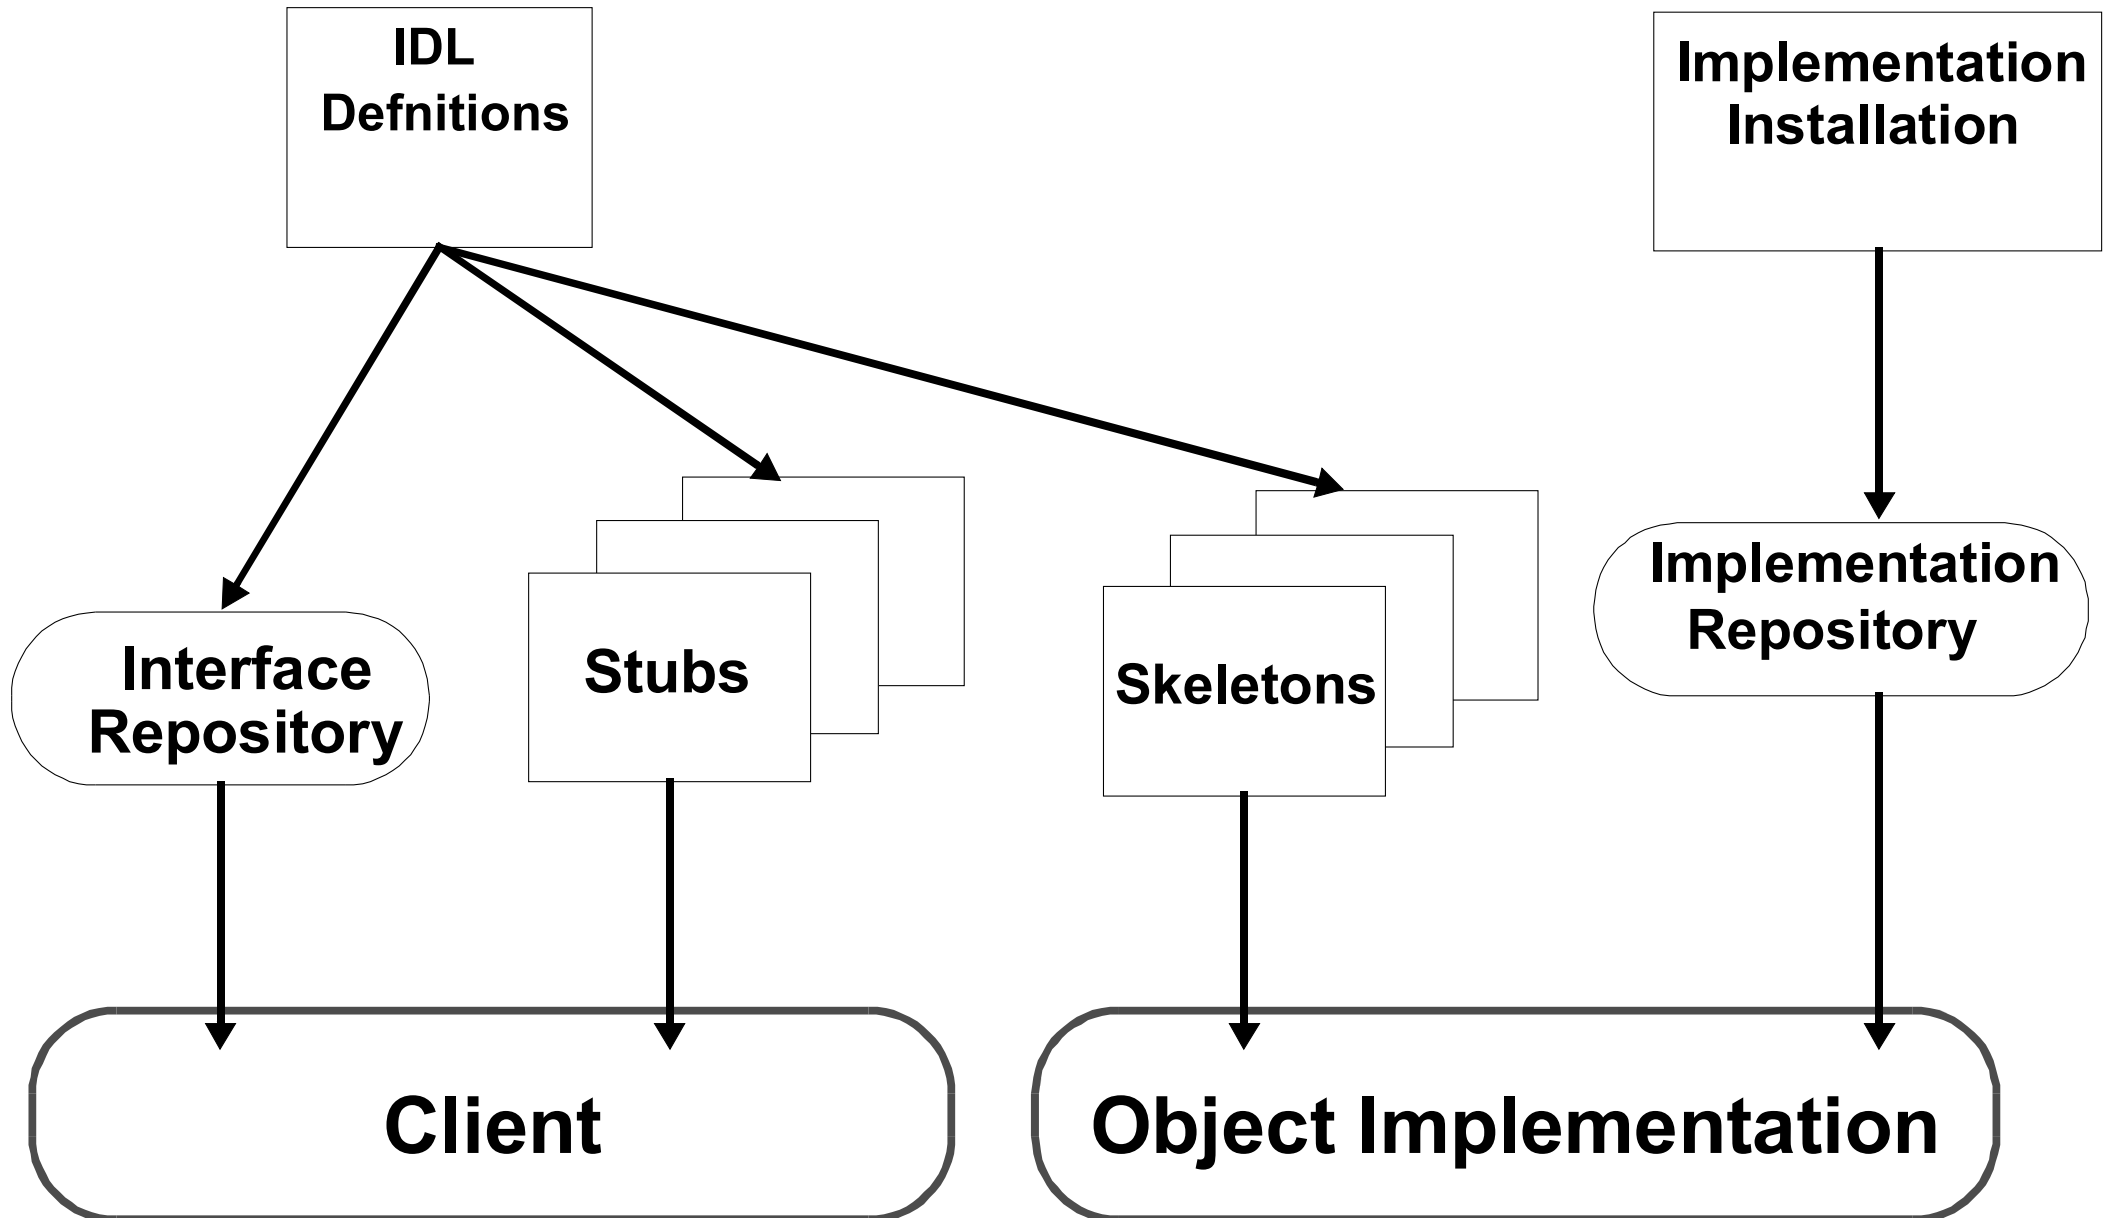 IDL
Defnitions
Implementation
Installation
Interface
Repository
Stubs
Skeletons
Implementation
Repository
Client
Object Implementation